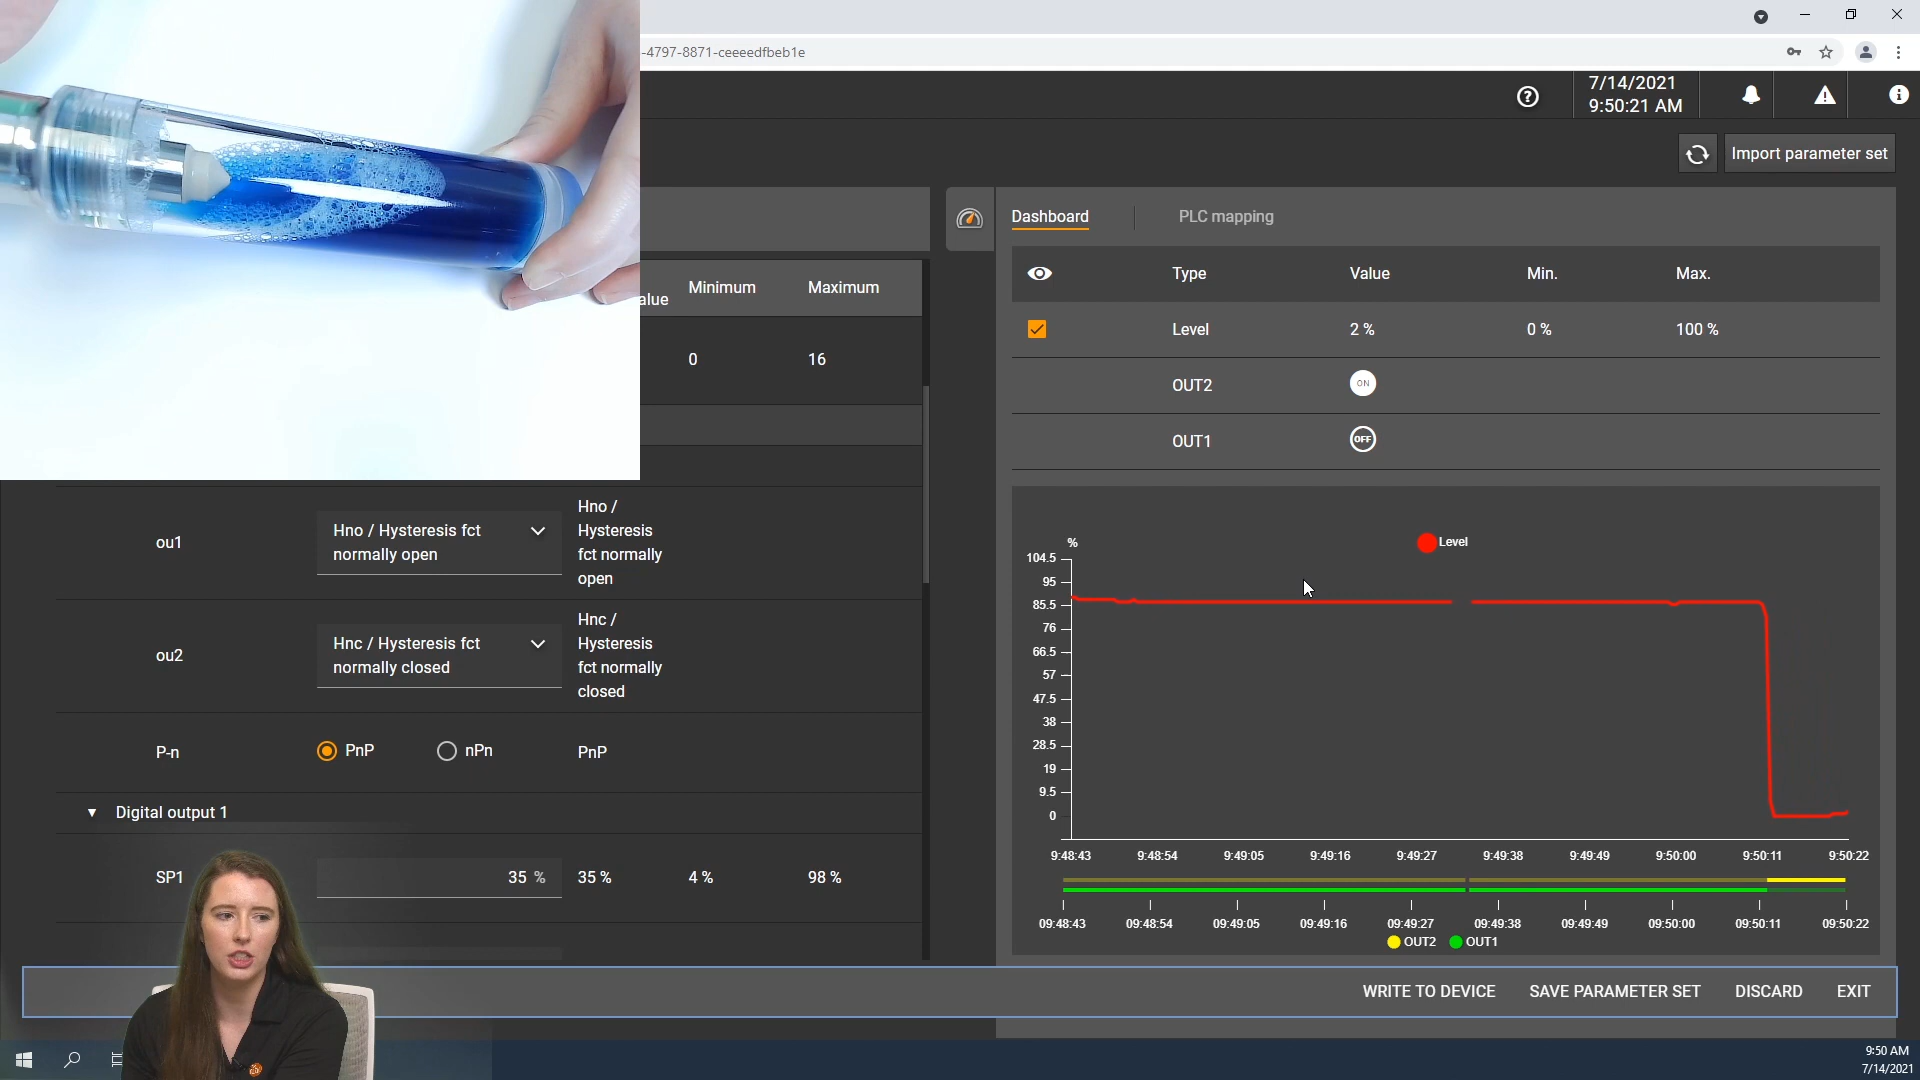 -4797-8871-ceeeedfbeb1e
7/14/2021
9:50:21 AM
Import parameter set
Dashboard
PLC mapping
Type Value Min. Max.
Level 2 % 0 % 100 %
OUT2 ON
OUT1 OFF
alue Minimum Maximum
0 16
ou1
Hno / Hysteresis fct
normally open
Hno /
Hysteresis
fct normally
open
ou2
Hnc / Hysteresis fct
normally closed
Hnc /
Hysteresis
fct normally
closed
P-n PnP nPn PnP
Digital output 1
SP1 35 % 35 % 4 % 98 %
% Level
104.5
95
85.5
76
66.5
57
47.5
38
28.5
19
9.5
0
9:48:43 9:48:54 9:49:05 9:49:16 9:49:27 9:49:38 9:49:49 9:50:00 9:50:11 9:50:22
09:48:43 09:48:54 09:49:05 09:49:16 09:49:27 09:49:38 09:49:49 09:50:00 09:50:11 09:50:22
OUT2 OUT1
WRITE TO DEVICE SAVE PARAMETER SET DISCARD EXIT
9:50 AM
7/14/2021